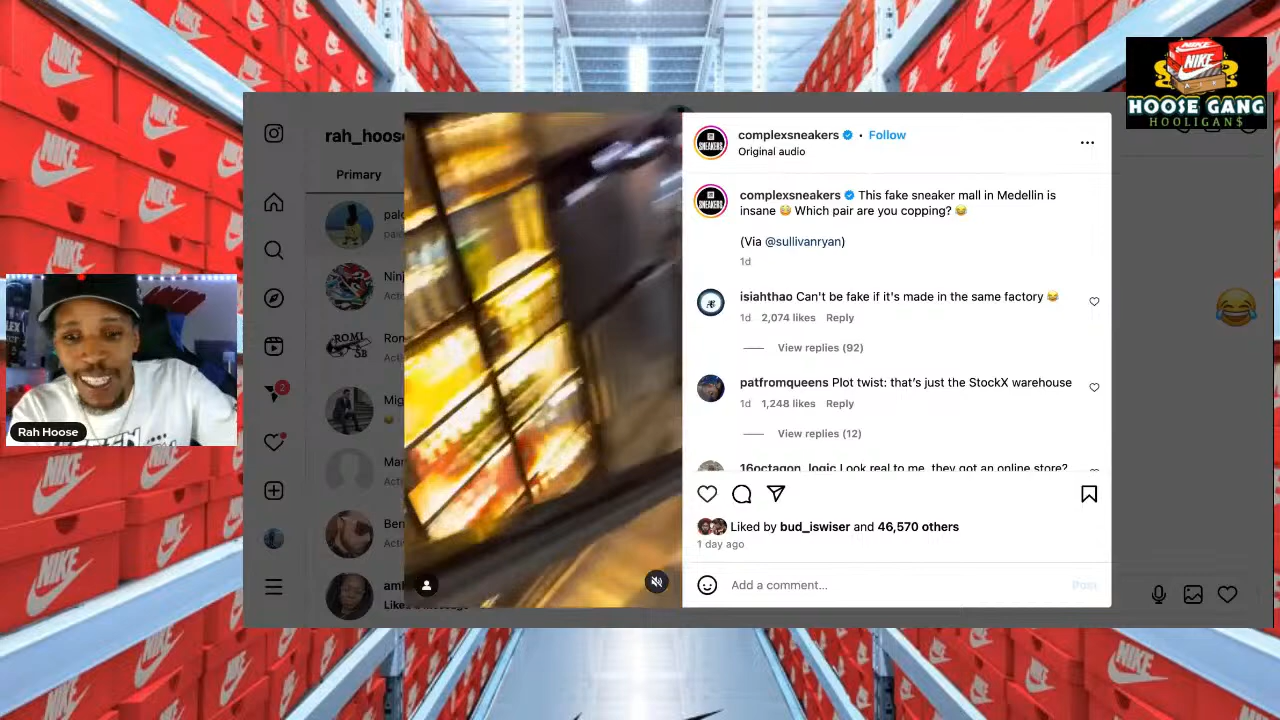 NIKE
HOOSE GANG
HOOLIGAN$
rah_hoose
Primary
Rah Hoose
2
complexsneakers • Follow
Original audio
complexsneakers This fake sneaker mall in Medellin is
insane 😳 Which pair are you copping? 😂
(Via @sullivanryan)
1d
isiahthao Can't be fake if it's made in the same factory 😂
1d 2,074 likes Reply
View replies (92)
patfromqueens Plot twist: that's just the StockX warehouse
1d 1,248 likes Reply
View replies (12)
16octagon_logic Look real to me, they got an online store?
Liked by bud_iswiser and 46,570 others
1 day ago
Add a comment...
Post